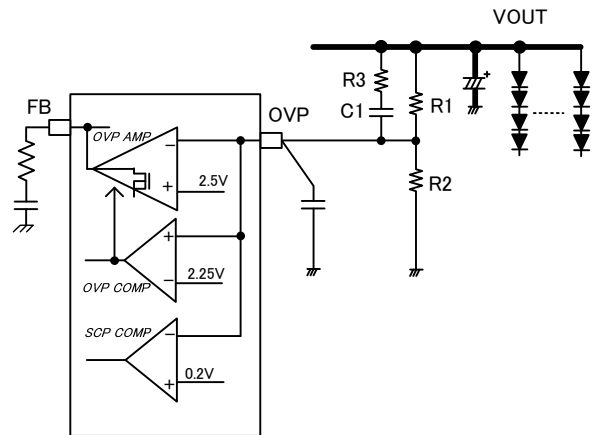 VOUT
FB
OVP
R3
C1
R1
R2
+
OVP AMP
−
+
2.5V
+
−
2.25V
OVP COMP
SCP COMP
−
+
0.2V